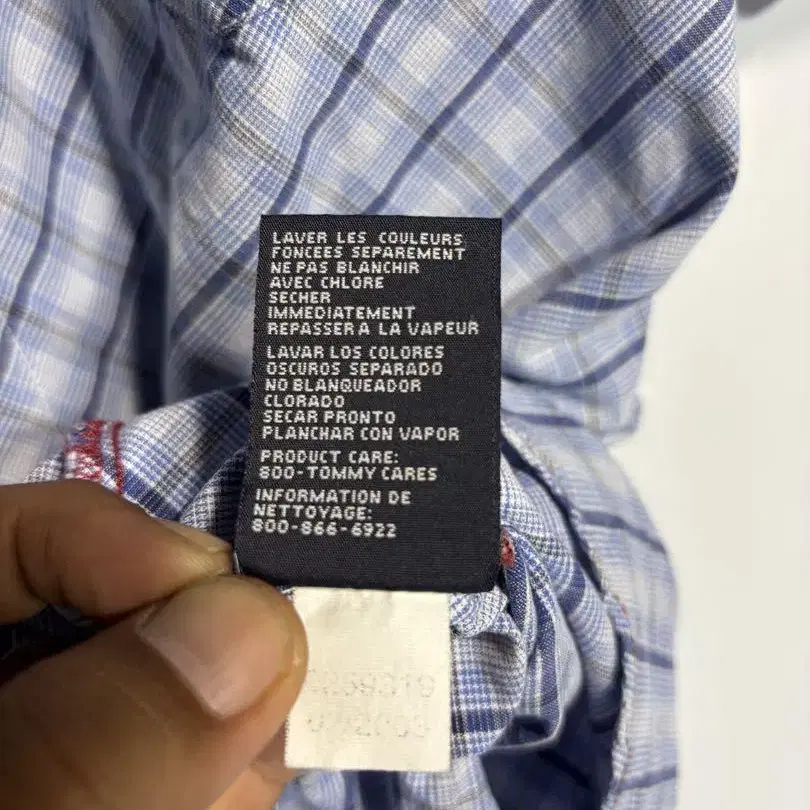 LAVER LES COULEURS
FONCEES SEPAREMENT
NE PAS BLANCHIR
AVEC CHLORE
SECHER
IMMEDIATEMENT
REPASSER A LA VAPEUR
LAVAR LOS COLORES
OSCUROS SEPARADO
NO BLANQUEADOR
CLORADO
SECAR PRONTO
PLANCHAR CON VAPOR
PRODUCT CARE:
800-TOMMY CARES
INFORMATION DE
NETTOYAGE:
800-866-6922